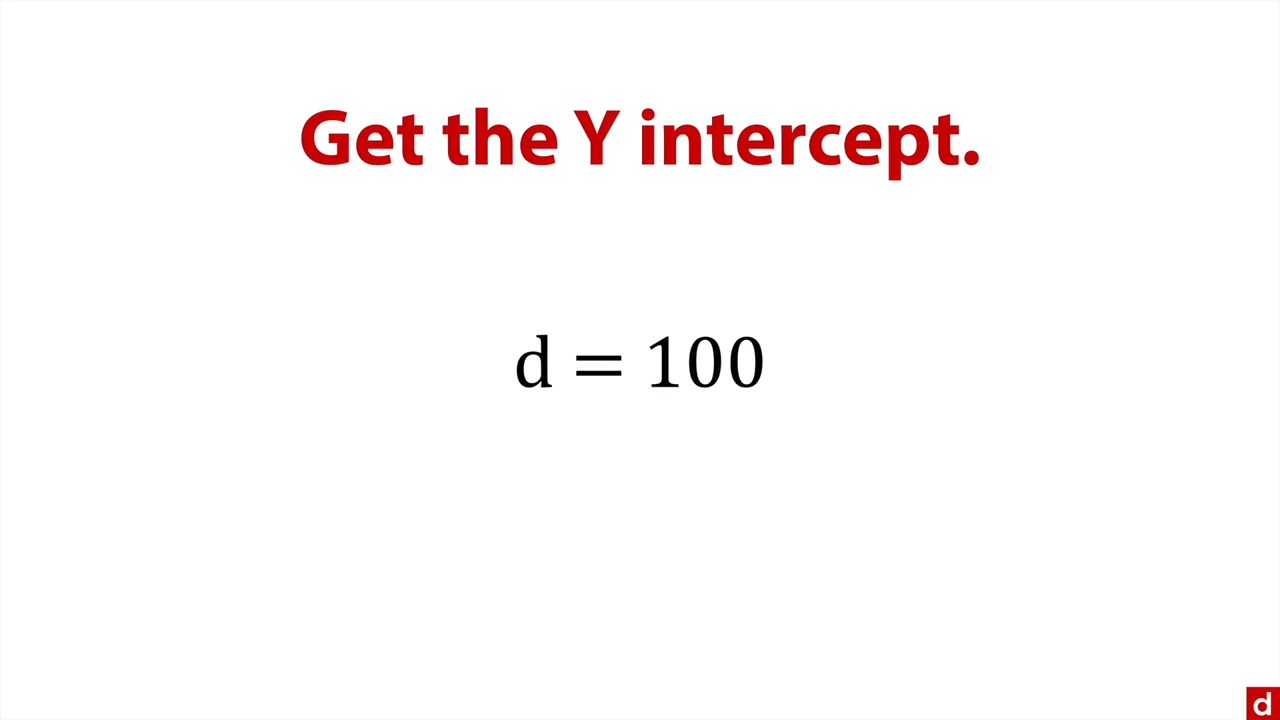 Get the Y intercept.
d = 100
d